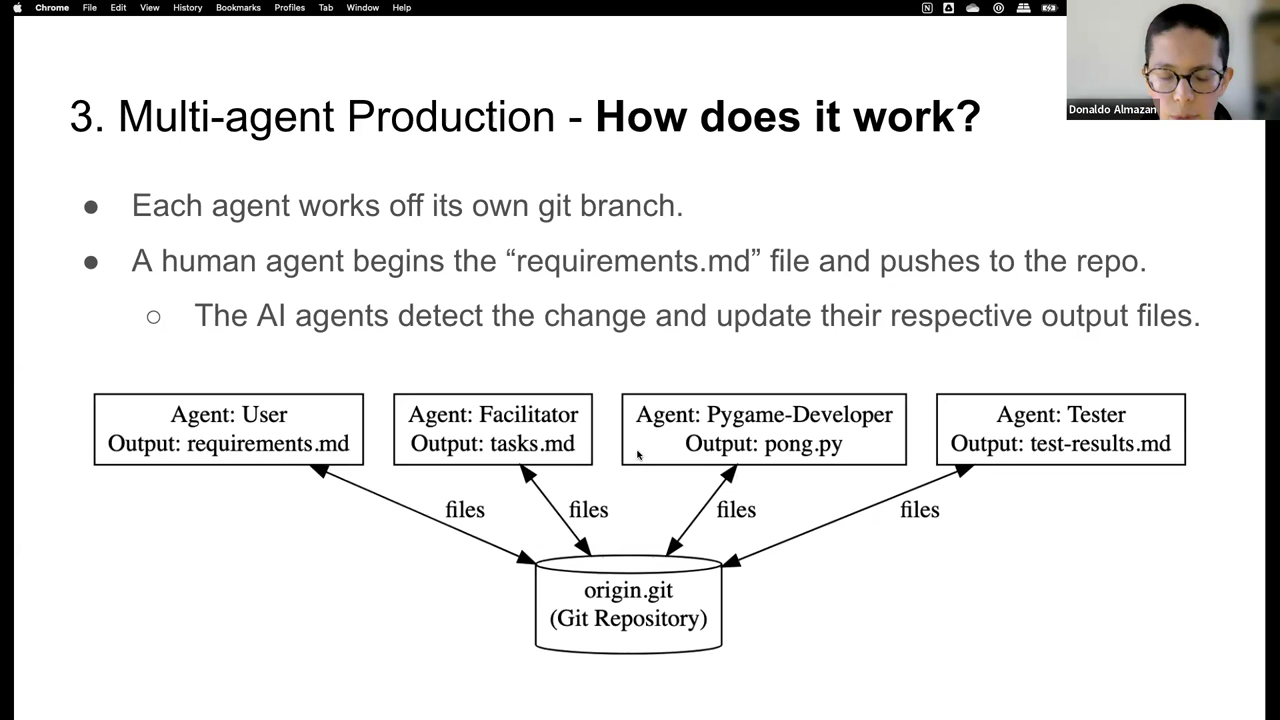 Chrome File Edit View History Bookmarks Profiles Tab Window Help
Donaldo Almazan
3. Multi-agent Production - How does it work?
● Each agent works off its own git branch.
● A human agent begins the “requirements.md” file and pushes to the repo.
○ The AI agents detect the change and update their respective output files.
Agent: User
Output: requirements.md
Agent: Facilitator
Output: tasks.md
Agent: Pygame-Developer
Output: pong.py
Agent: Tester
Output: test-results.md
files
files
files
files
origin.git
(Git Repository)